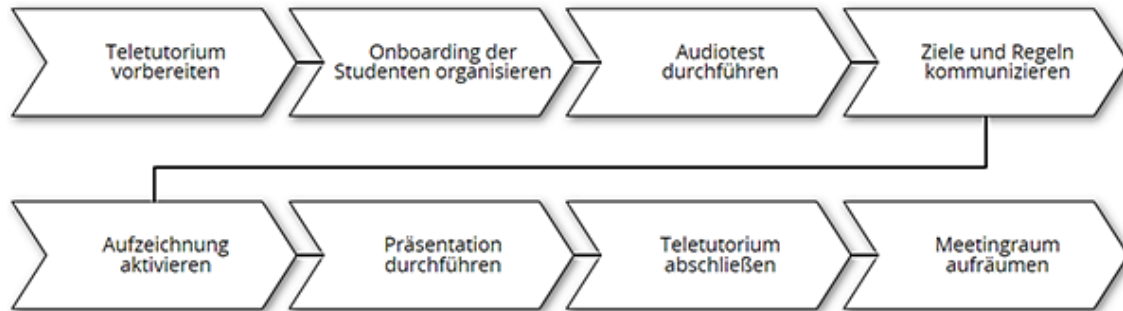 Teletutorium
vorbereiten
Onboarding der
Studenten organisieren
Audiotest
durchführen
Ziele und Regeln
kommunizieren
Aufzeichnung
aktivieren
Präsentation
durchführen
Teletutorium
abschließen
Meetingraum
aufräumen